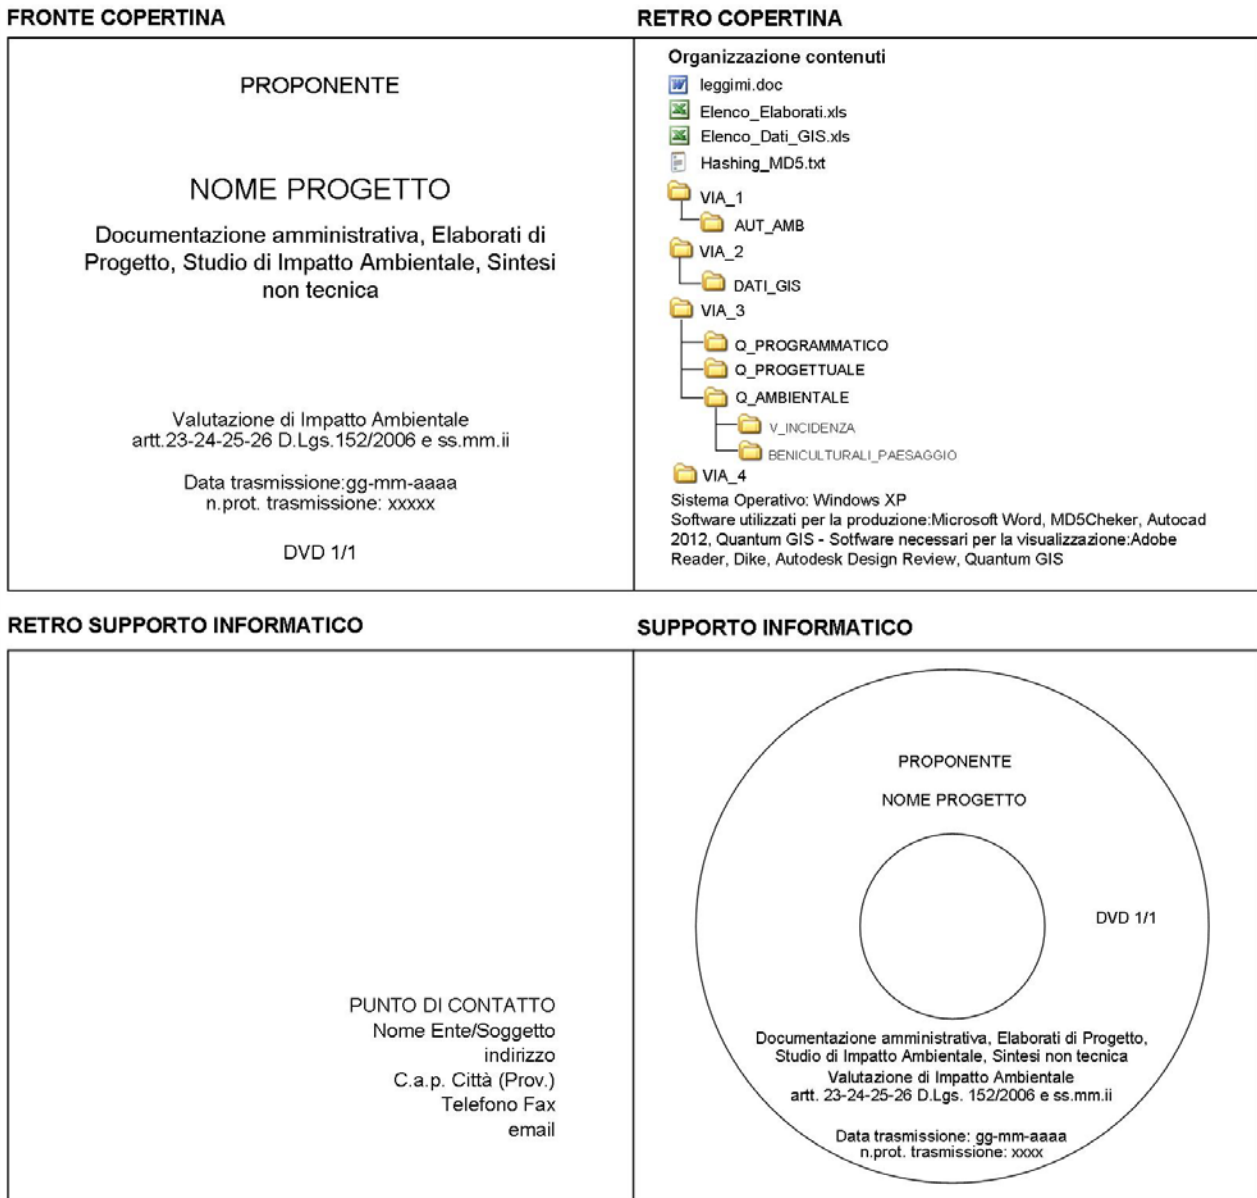 FRONTE COPERTINA
PROPONENTE
NOME PROGETTO
Documentazione amministrativa, Elaborati di
Progetto, Studio di Impatto Ambientale, Sintesi
non tecnica
Valutazione di Impatto Ambientale
artt.23-24-25-26 D.Lgs.152/2006 e ss.mm.ii
Data trasmissione:gg-mm-aaaa
n.prot. trasmissione: xxxxx
DVD 1/1
RETRO COPERTINA
Organizzazione contenuti
leggimi.doc
Elenco_Elaborati.xls
Elenco_Dati_GIS.xls
Hashing_MD5.txt
VIA_1
AUT_AMB
VIA_2
DATI_GIS
VIA_3
Q_PROGRAMMATICO
Q_PROGETTUALE
Q_AMBIENTALE
V_INCIDENZA
BENICULTURALI_PAESAGGIO
VIA_4
Sistema Operativo: Windows XP
Software utilizzati per la produzione:Microsoft Word, MD5Cheker, Autocad
2012, Quantum GIS - Sotfware necessari per la visualizzazione:Adobe
Reader, Dike, Autodesk Design Review, Quantum GIS
RETRO SUPPORTO INFORMATICO
PUNTO DI CONTATTO
Nome Ente/Soggetto
indirizzo
C.a.p. Città (Prov.)
Telefono Fax
email
SUPPORTO INFORMATICO
PROPONENTE
NOME PROGETTO
DVD 1/1
Documentazione amministrativa, Elaborati di Progetto,
Studio di Impatto Ambientale, Sintesi non tecnica
Valutazione di Impatto Ambientale
artt. 23-24-25-26 D.Lgs. 152/2006 e ss.mm.ii
Data trasmissione: gg-mm-aaaa
n.prot. trasmissione: xxxx